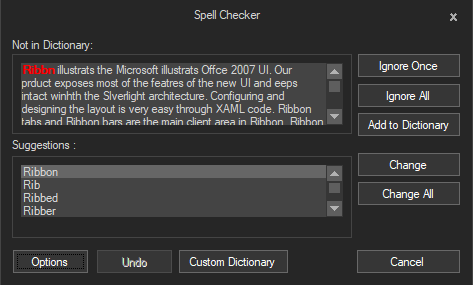 Spell Checker
x
Not in Dictionary:
Ribbn illustrats the Microsoft illustrats Offce 2007 UI. Our
prduct exposes most of the featres of the new UI and eeps
intact winhth the Slverlight architecture. Configuring and
designing the layout is very easy through XAML code. Ribbon
tabs and Ribbon bars are the main client area in Ribbon. Ribbon
Ignore Once
Ignore All
Add to Dictionary
Suggestions :
Ribbon
Rib
Ribbed
Ribber
Change
Change All
Options
Undo
Custom Dictionary
Cancel